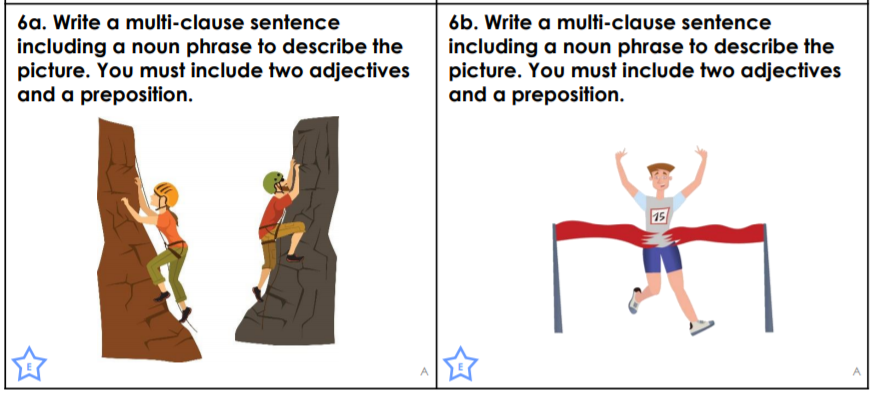 6a. Write a multi-clause sentence
including a noun phrase to describe the
picture. You must include two adjectives
and a preposition.
E
A
6b. Write a multi-clause sentence
including a noun phrase to describe the
picture. You must include two adjectives
and a preposition.
15
E
A